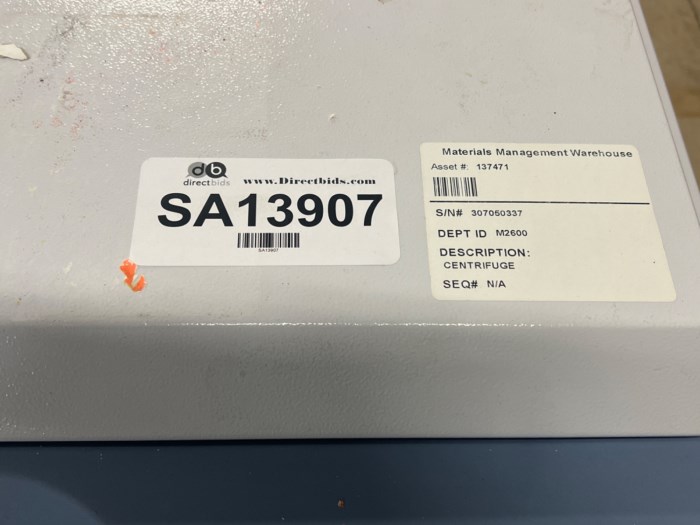 db
directbids
www.Directbids.com
SA13907
SA13907
Materials Management Warehouse
Asset #: 137471
S/N# 307050337
DEPT ID M2600
DESCRIPTION:
CENTRIFUGE
SEQ# N/A